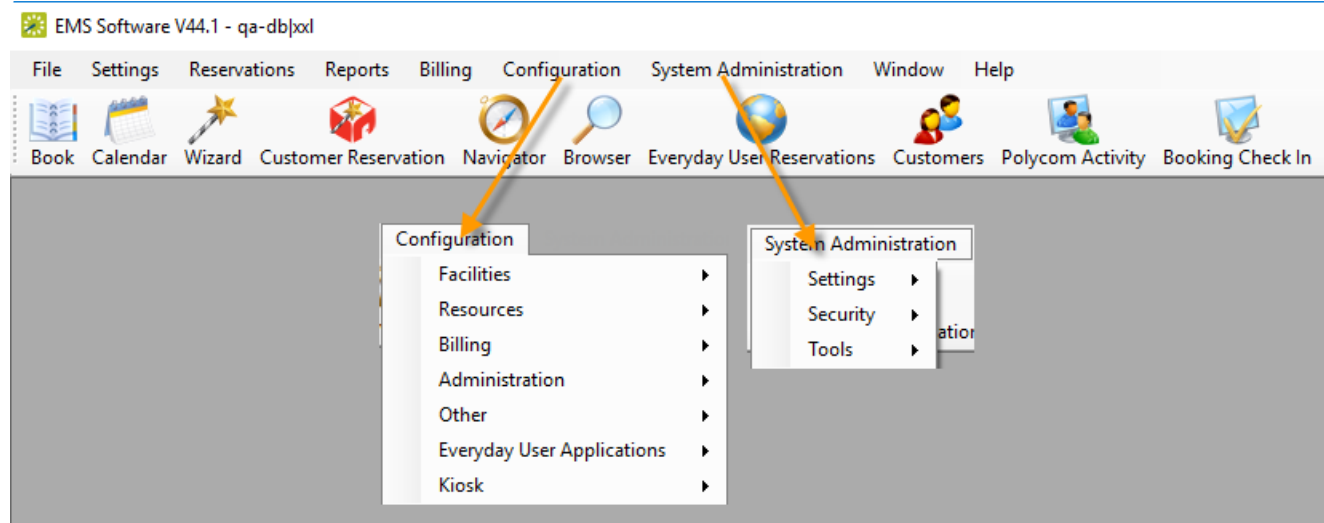 EMS Software V44.1 - qa-db|xxl
File Settings Reservations Reports Billing Configuration System Administration Window Help
Book Calendar Wizard Customer Reservation Navigator Browser Everyday User Reservations Customers Polycom Activity Booking Check In
Configuration
Facilities
Resources
Billing
Administration
Other
Everyday User Applications
Kiosk
System Administration
Settings
Security
Tools